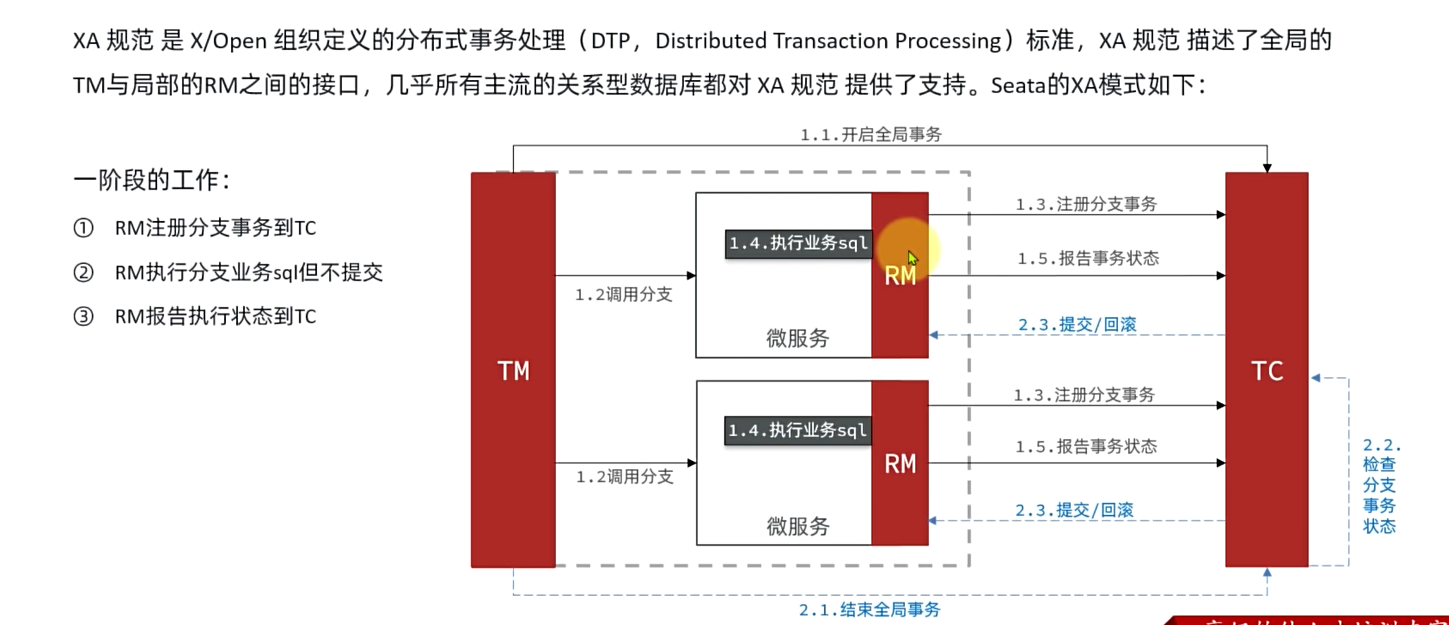 XA 规范 是 X/Open 组织定义的分布式事务处理（DTP，Distributed Transaction Processing）标准，XA 规范 描述了全局的
TM与局部的RM之间的接口，几乎所有主流的关系型数据库都对 XA 规范 提供了支持。Seata的XA模式如下：
一阶段的工作：
① RM注册分支事务到TC
② RM执行分支业务sql但不提交
③ RM报告执行状态到TC
1.1.开启全局事务
TM
1.2调用分支
1.4.执行业务sql
RM
微服务
1.3.注册分支事务
1.5.报告事务状态
2.3.提交/回滚
1.2调用分支
1.4.执行业务sql
RM
微服务
1.3.注册分支事务
1.5.报告事务状态
2.3.提交/回滚
TC
2.2.
检查
分支
事务
状态
2.1.结束全局事务